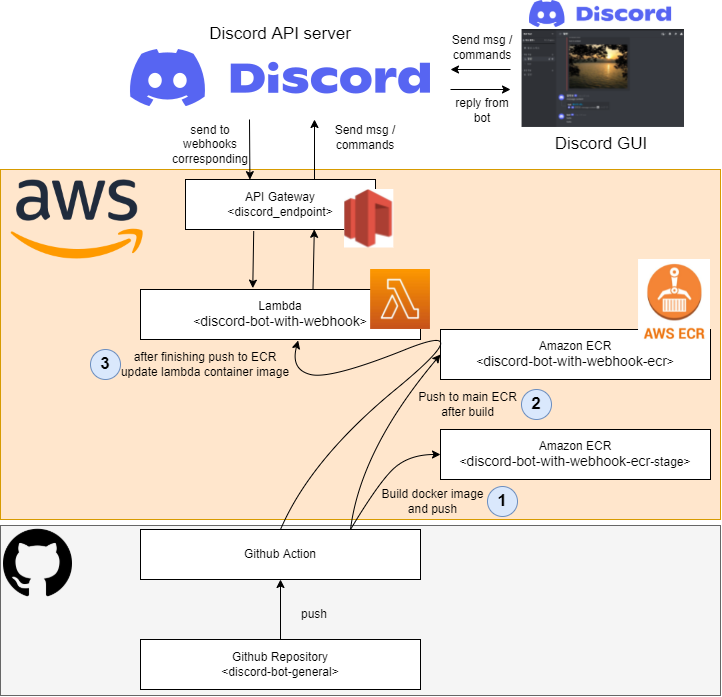 Discord API server
Discord
Discord
Send msg /
commands
reply from
bot
Discord GUI
send to
webhooks
corresponding
Send msg /
commands
aws
API Gateway
<discord_endpoint>
Lambda
<discord-bot-with-webhook>
AWS ECR
3
after finishing push to ECR
update lambda container image
Amazon ECR
<discord-bot-with-webhook-ecr>
Push to main ECR
after build
2
Amazon ECR
<discord-bot-with-webhook-ecr-stage>
Build docker image
and push
1
Github Action
push
Github Repository
<discord-bot-general>